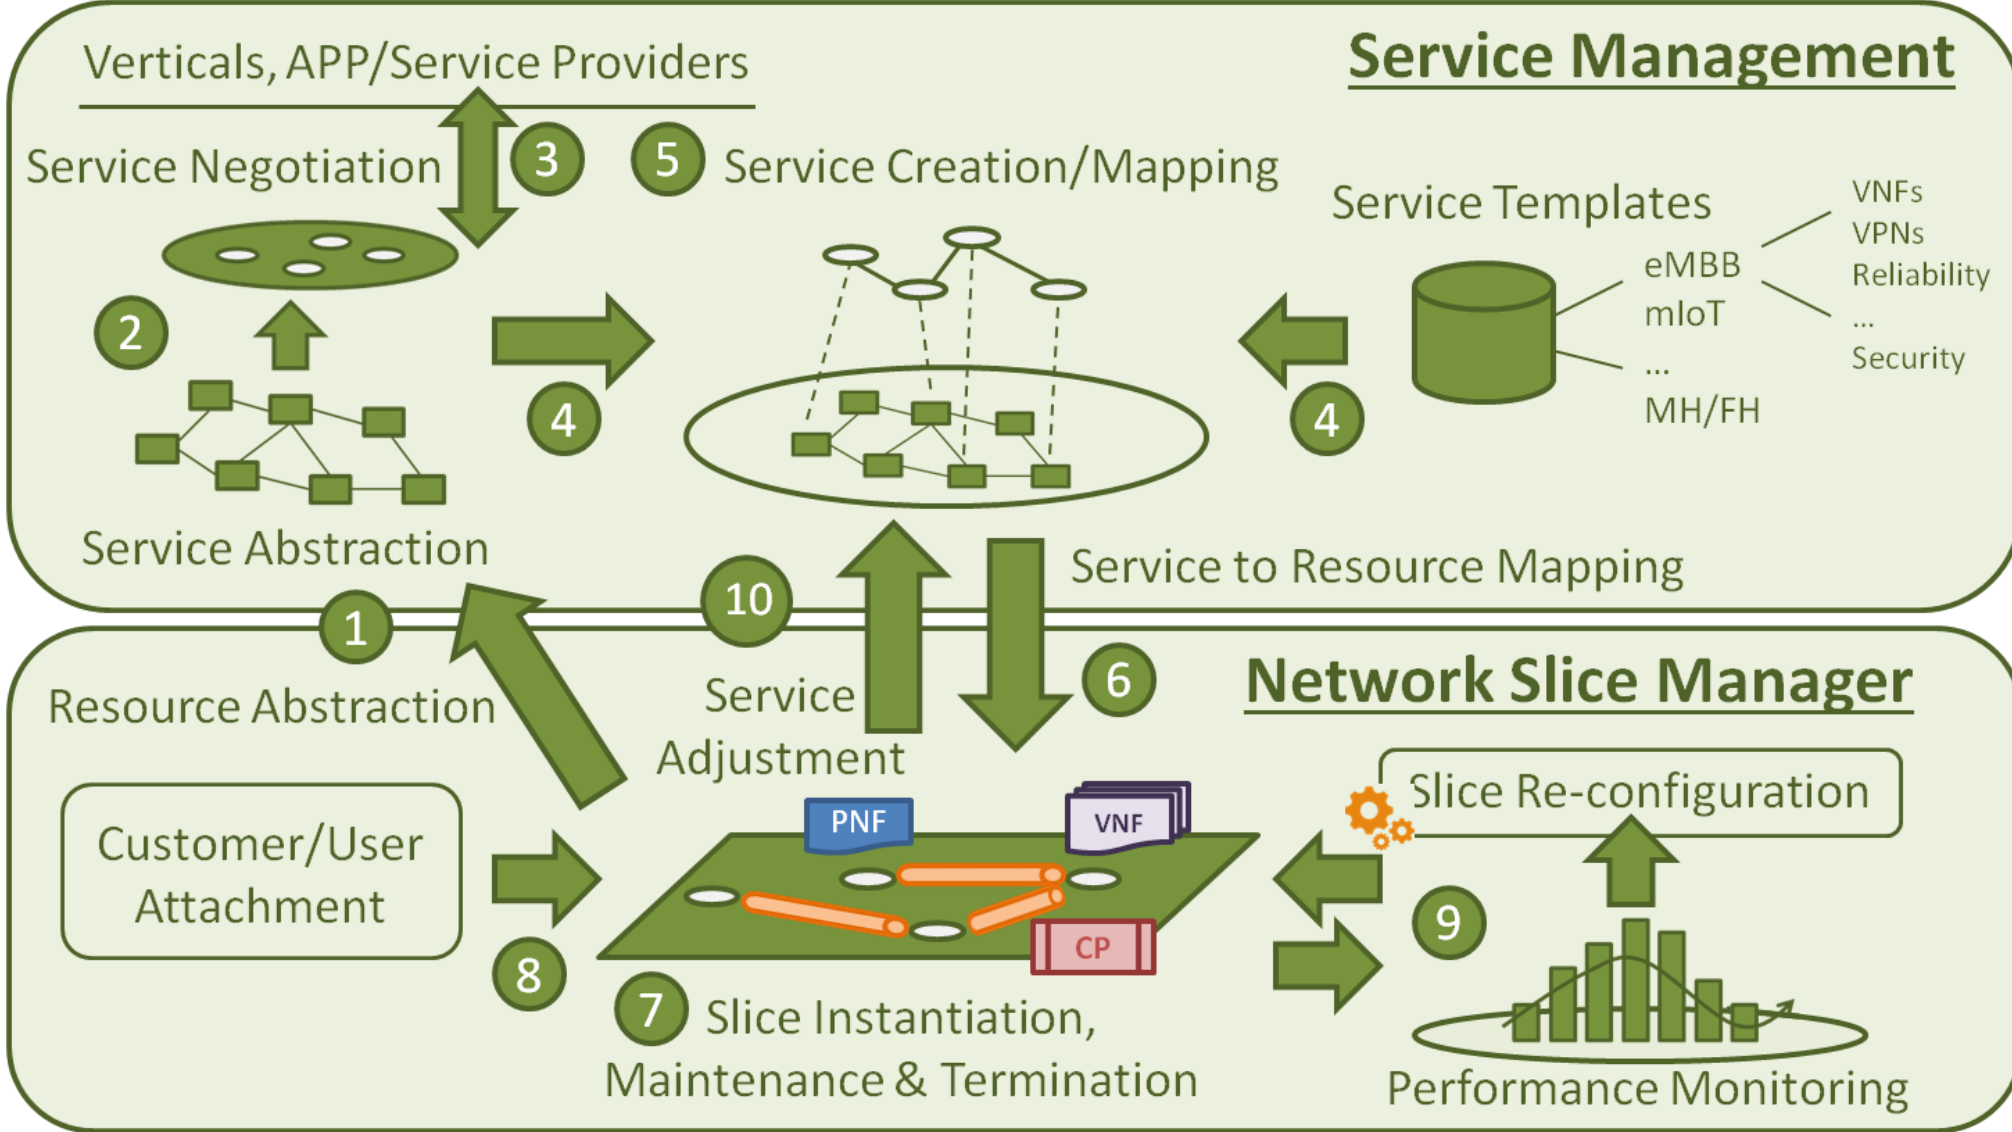 Verticals, APP/Service Providers
Service Management
Service Negotiation
3
5
Service Creation/Mapping
Service Templates
VNFs
VPNs
Reliability
...
Security
eMBB
mIoT
...
MH/FH
2
4
4
Service Abstraction
1
10
Service to Resource Mapping
Resource Abstraction
Service
Adjustment
6
Network Slice Manager
Customer/User
Attachment
PNF
VNF
Slice Re-configuration
CP
8
9
7
Slice Instantiation,
Maintenance & Termination
Performance Monitoring